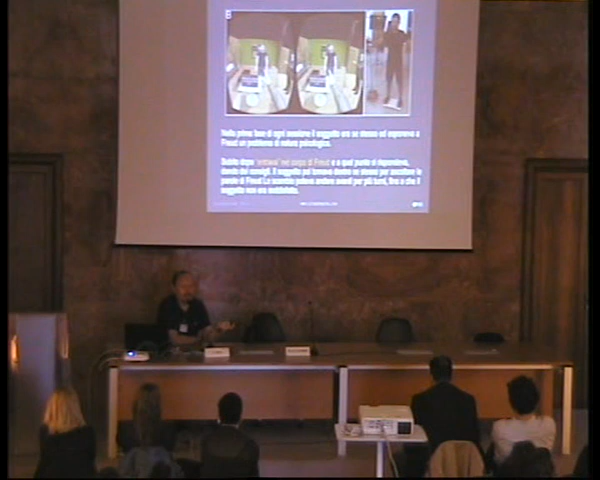 Nella prima fase di ogni sessione il soggetto era se stesso ed esponeva a
Freud un problema di natura psicologica.
Subito dopo 'entrava' nel corpo di Freud e a quel punto si rispondeva,
dando dei consigli. Il soggetto poi tornava dentro se stesso per ascoltare le
parole di Freud. Lo scambio poteva andare avanti per più turni, fino a che il
soggetto non era soddisfatto.